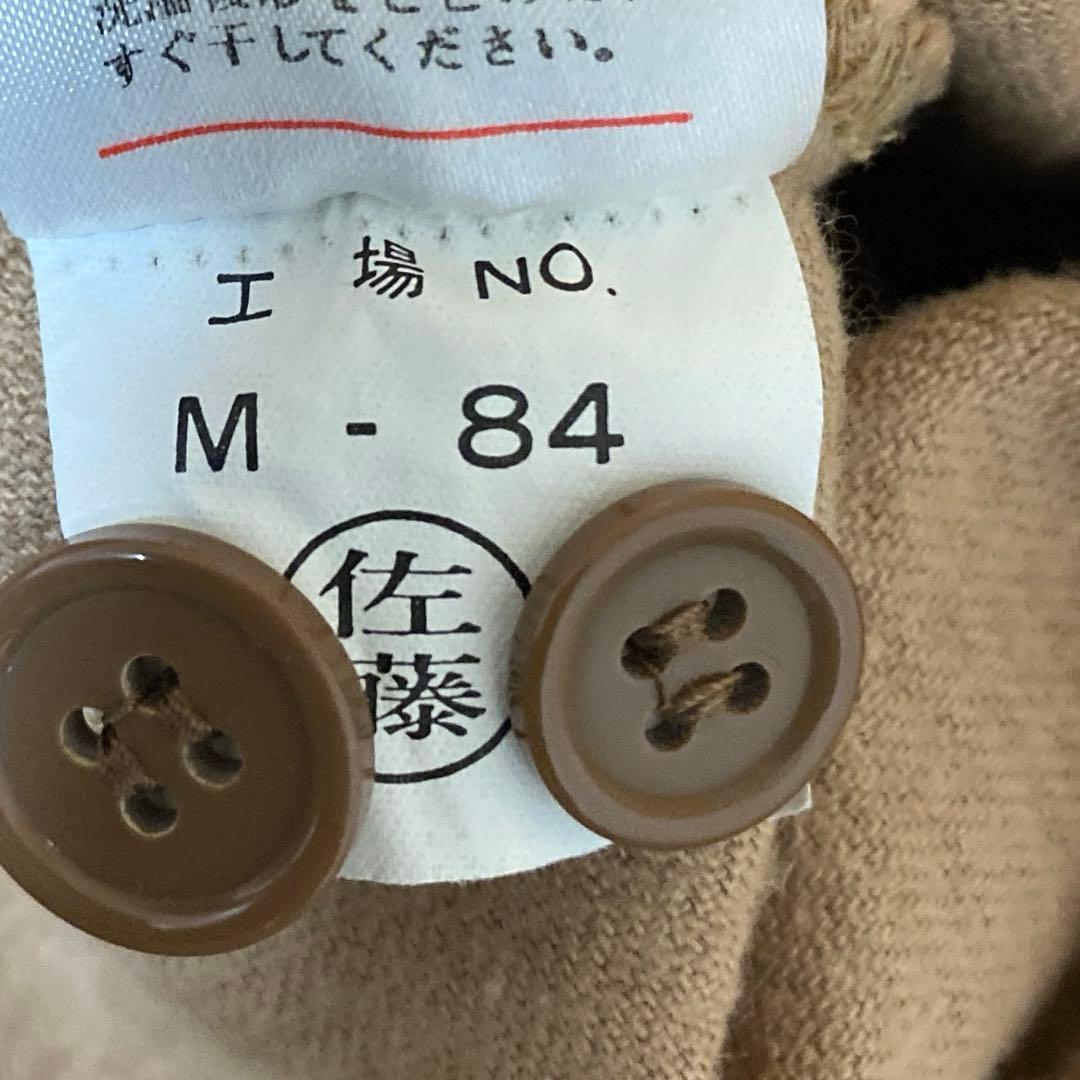 すぐ干してください。
工場 NO.
M - 84
佐
藤